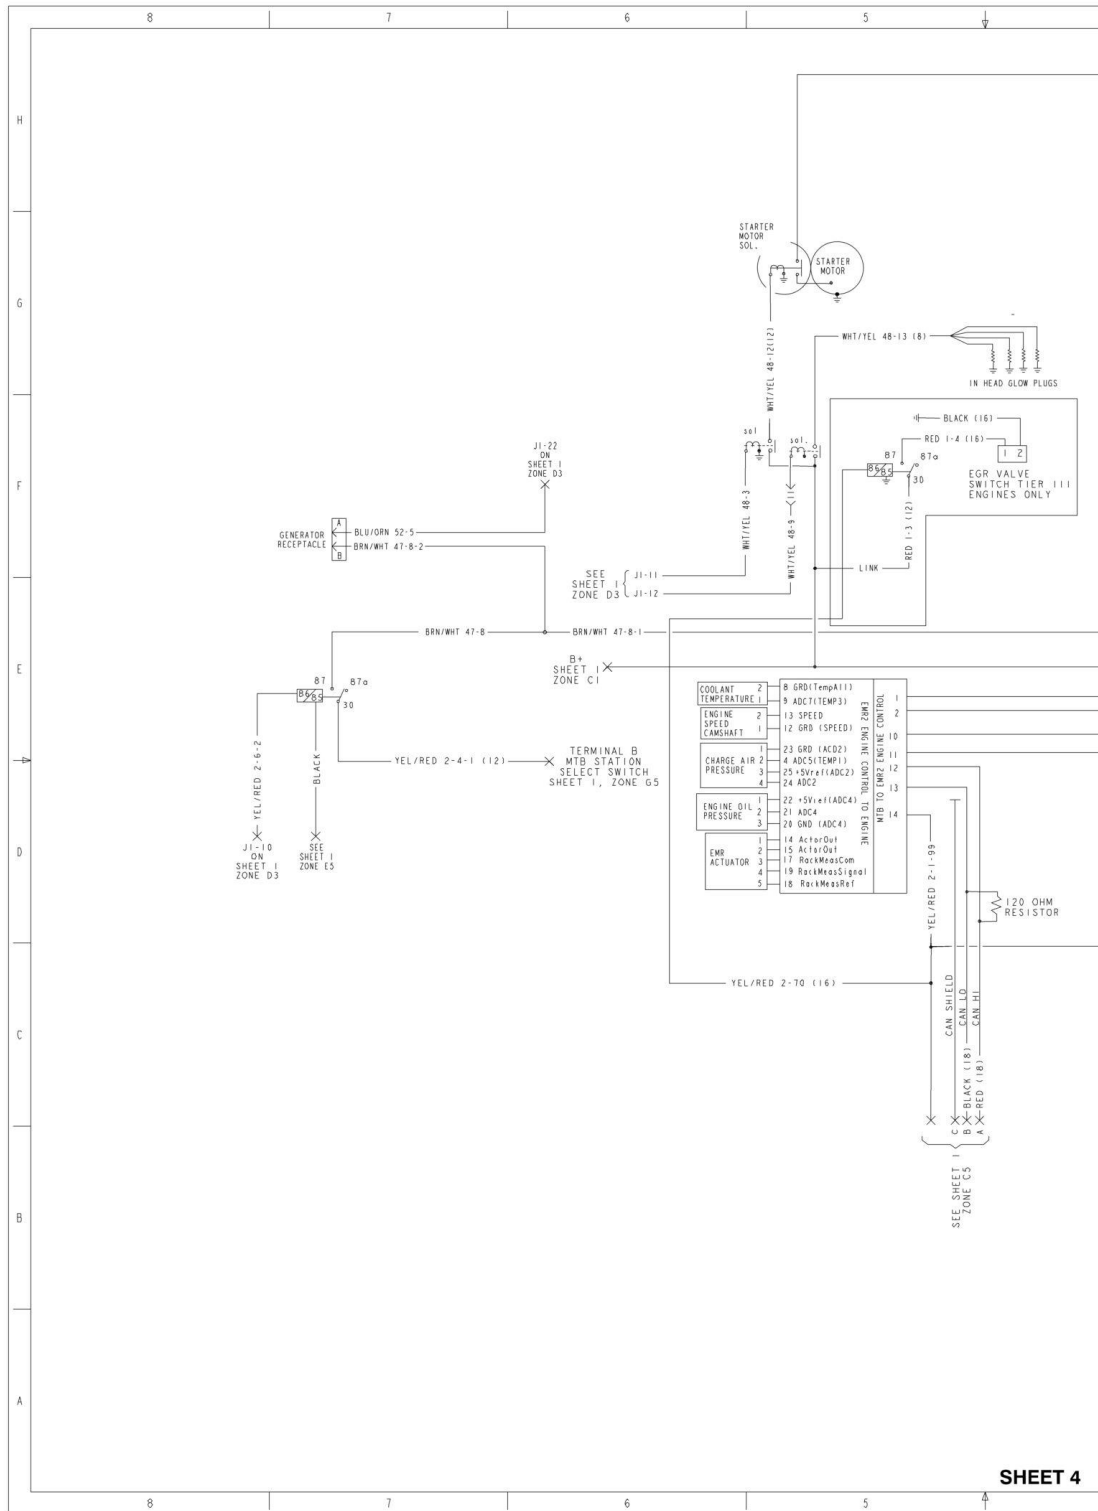 8 7 6 5
H
G
F
E
D
C
B
A
STARTER
MOTOR
SOL.
STARTER
MOTOR
WHT/YEL 48-12(12)
WHT/YEL 48-13 (8)
IN HEAD GLOW PLUGS
BLACK (16)
RED 1-4 (16)
1 2
87 87a
86/85
30
EGR VALVE
SWITCH TIER III
ENGINES ONLY
RED 1-3 (12)
LINK
sol
sol.
WHT/YEL 48-3
WHT/YEL 48-9
11
J1-22
ON
SHEET 1
ZONE D3
GENERATOR
RECEPTACLE
A
B
BLU/ORN 52-5
BRN/WHT 47-8-2
SEE
SHEET 1
ZONE D3
J1-11
J1-12
BRN/WHT 47-8
BRN/WHT 47-8-1
B+
SHEET 1
ZONE C1
87 87a
86/85
30
YEL/RED 2-6-2
BLACK
YEL/RED 2-4-1 (12)
TERMINAL B
MTB STATION
SELECT SWITCH
SHEET 1, ZONE G5
J1-10
ON
SHEET 1
ZONE D3
SEE
SHEET 1
ZONE E5
COOLANT 2
TEMPERATURE 1
8 GRD(TempAll)
9 ADC7(TEMP3)
ENGINE 2
SPEED
CAMSHAFT 1
13 SPEED
12 GRD (SPEED)
CHARGE AIR
PRESSURE
1
2
3
4
23 GRD (ACD2)
4 ADC5(TEMP1)
25 +5Vref(ADC2)
24 ADC2
ENGINE OIL
PRESSURE
1
2
3
22 +5Vref(ADC4)
21 ADC4
20 GND (ADC4)
EMR
ACTUATOR
1
2
3
4
5
14 ActorOut
15 ActorOut
17 RackMeasCom
19 RackMeasSignal
18 RackMeasRef
EMR2 ENGINE CONTROL TO ENGINE
MTB TO EMR2 ENGINE CONTROL
1
2
10
11
12
13
14
YEL/RED 2-1-99
120 OHM
RESISTOR
YEL/RED 2-70 (16)
CAN SHIELD
CAN LO
CAN HI
BLACK (18)
RED (18)
C
B
A
SEE SHEET 1
ZONE C5
SHEET 4
8 7 6 5